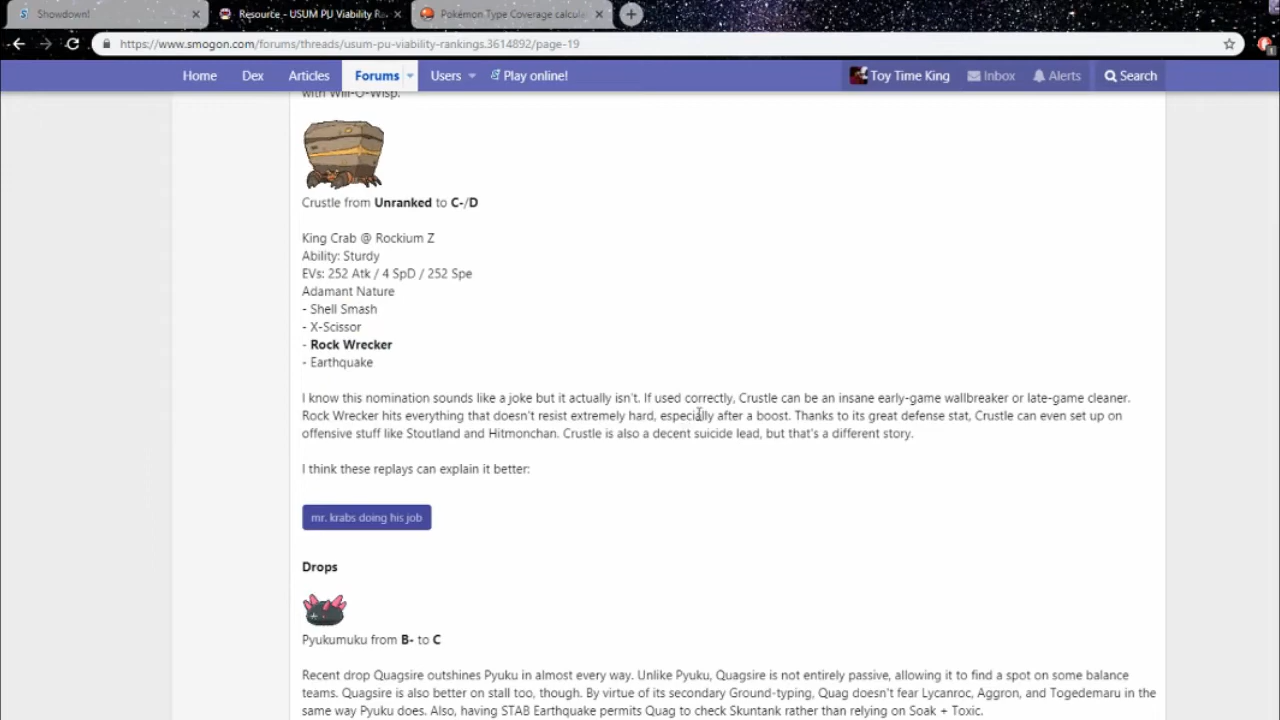 Showdown!
Resource - USUM PU Viability Ra
Pokémon Type Coverage calcula
https://www.smogon.com/forums/threads/usum-pu-viability-rankings.3614892/page-19
Home Dex Articles Forums Users Play online! Toy Time King Inbox Alerts Search
with Will-O-Wisp.
Crustle from Unranked to C-/D
King Crab @ Rockium Z
Ability: Sturdy
EVs: 252 Atk / 4 SpD / 252 Spe
Adamant Nature
- Shell Smash
- X-Scissor
- Rock Wrecker
- Earthquake
I know this nomination sounds like a joke but it actually isn't. If used correctly, Crustle can be an insane early-game wallbreaker or late-game cleaner.
Rock Wrecker hits everything that doesn't resist extremely hard, especially after a boost. Thanks to its great defense stat, Crustle can even set up on
offensive stuff like Stoutland and Hitmonchan. Crustle is also a decent suicide lead, but that's a different story.
I think these replays can explain it better:
mr. krabs doing his job
Drops
Pyukumuku from B- to C
Recent drop Quagsire outshines Pyuku in almost every way. Unlike Pyuku, Quagsire is not entirely passive, allowing it to find a spot on some balance
teams. Quagsire is also better on stall too, though. By virtue of its secondary Ground-typing, Quag doesn't fear Lycanroc, Aggron, and Togedemaru in the
same way Pyuku does. Also, having STAB Earthquake permits Quag to check Skuntank rather than relying on Soak + Toxic.